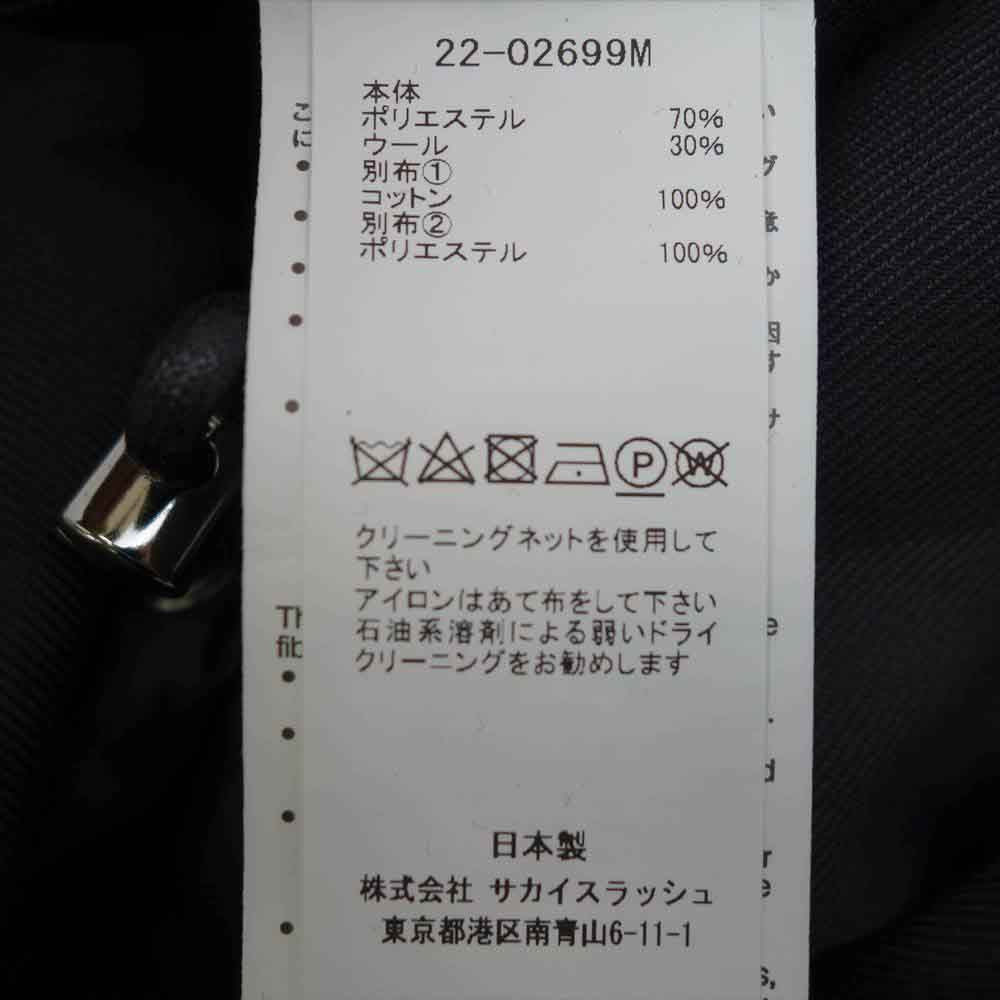 22-02699M
本体
ポリエステル 70%
ウール 30%
別布①
コットン 100%
別布②
ポリエステル 100%
P W
クリーニングネットを使用して
下さい
アイロンはあて布をして下さい
石油系溶剤による弱いドライ
クリーニングをお勧めします
日本製
株式会社 サカイスラッシュ
東京都港区南青山6-11-1